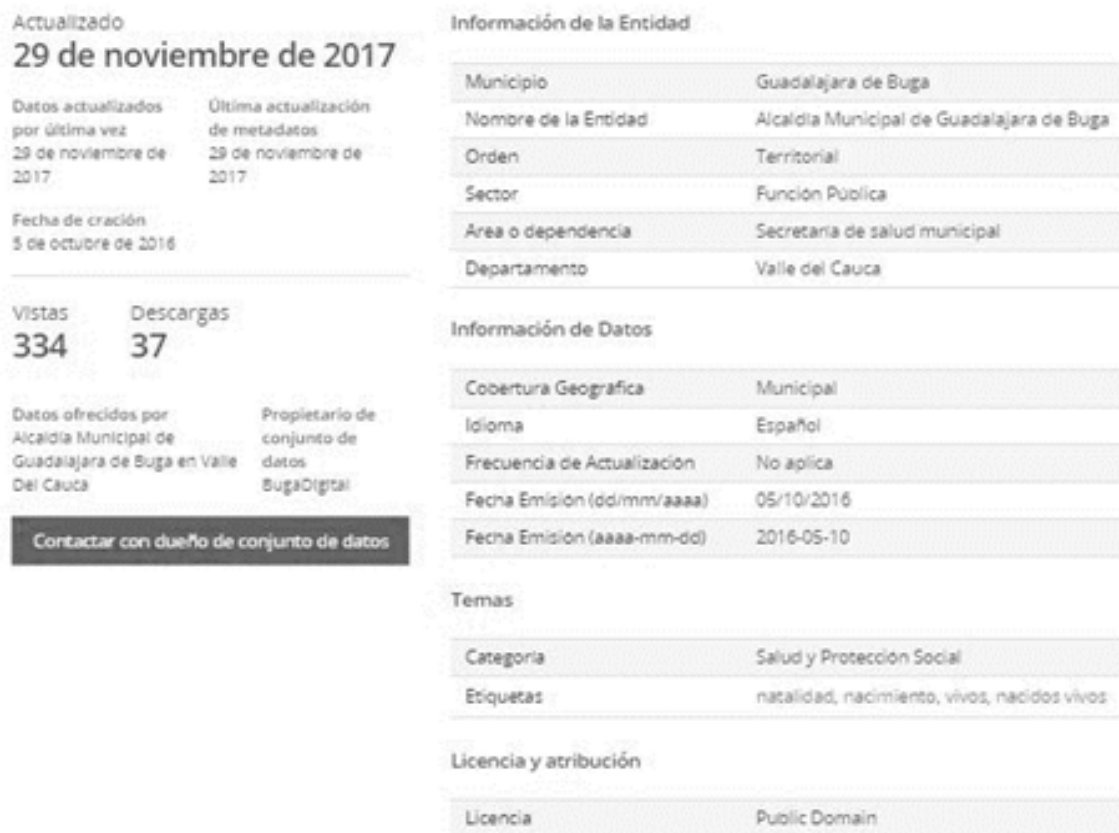 Actualizado
29 de noviembre de 2017
Datos actualizados
por última vez
29 de noviembre de
2017
Última actualización
de metadatos
29 de noviembre de
2017
Fecha de cración
5 de octubre de 2016
Vistas
334
Descargas
37
Datos ofrecidos por
Alcaldía Municipal de
Guadalajara de Buga en Valle
Del Cauca
Propietario de
conjunto de
datos
BugaDigital
Contactar con dueño de conjunto de datos
Información de la Entidad
Municipio Guadalajara de Buga
Nombre de la Entidad Alcaldía Municipal de Guadalajara de Buga
Orden Territorial
Sector Función Pública
Area o dependencia Secretaria de salud municipal
Departamento Valle del Cauca
Información de Datos
Cobertura Geográfica Municipal
Idioma Español
Frecuencia de Actualización No aplica
Fecha Emisión (dd/mm/aaaa) 05/10/2016
Fecha Emisión (aaaa-mm-dd) 2016-05-10
Temas
Categoría Salud y Protección Social
Etiquetas natalidad, nacimiento, vivos, nacidos vivos
Licencia y atribución
Licencia Public Domain